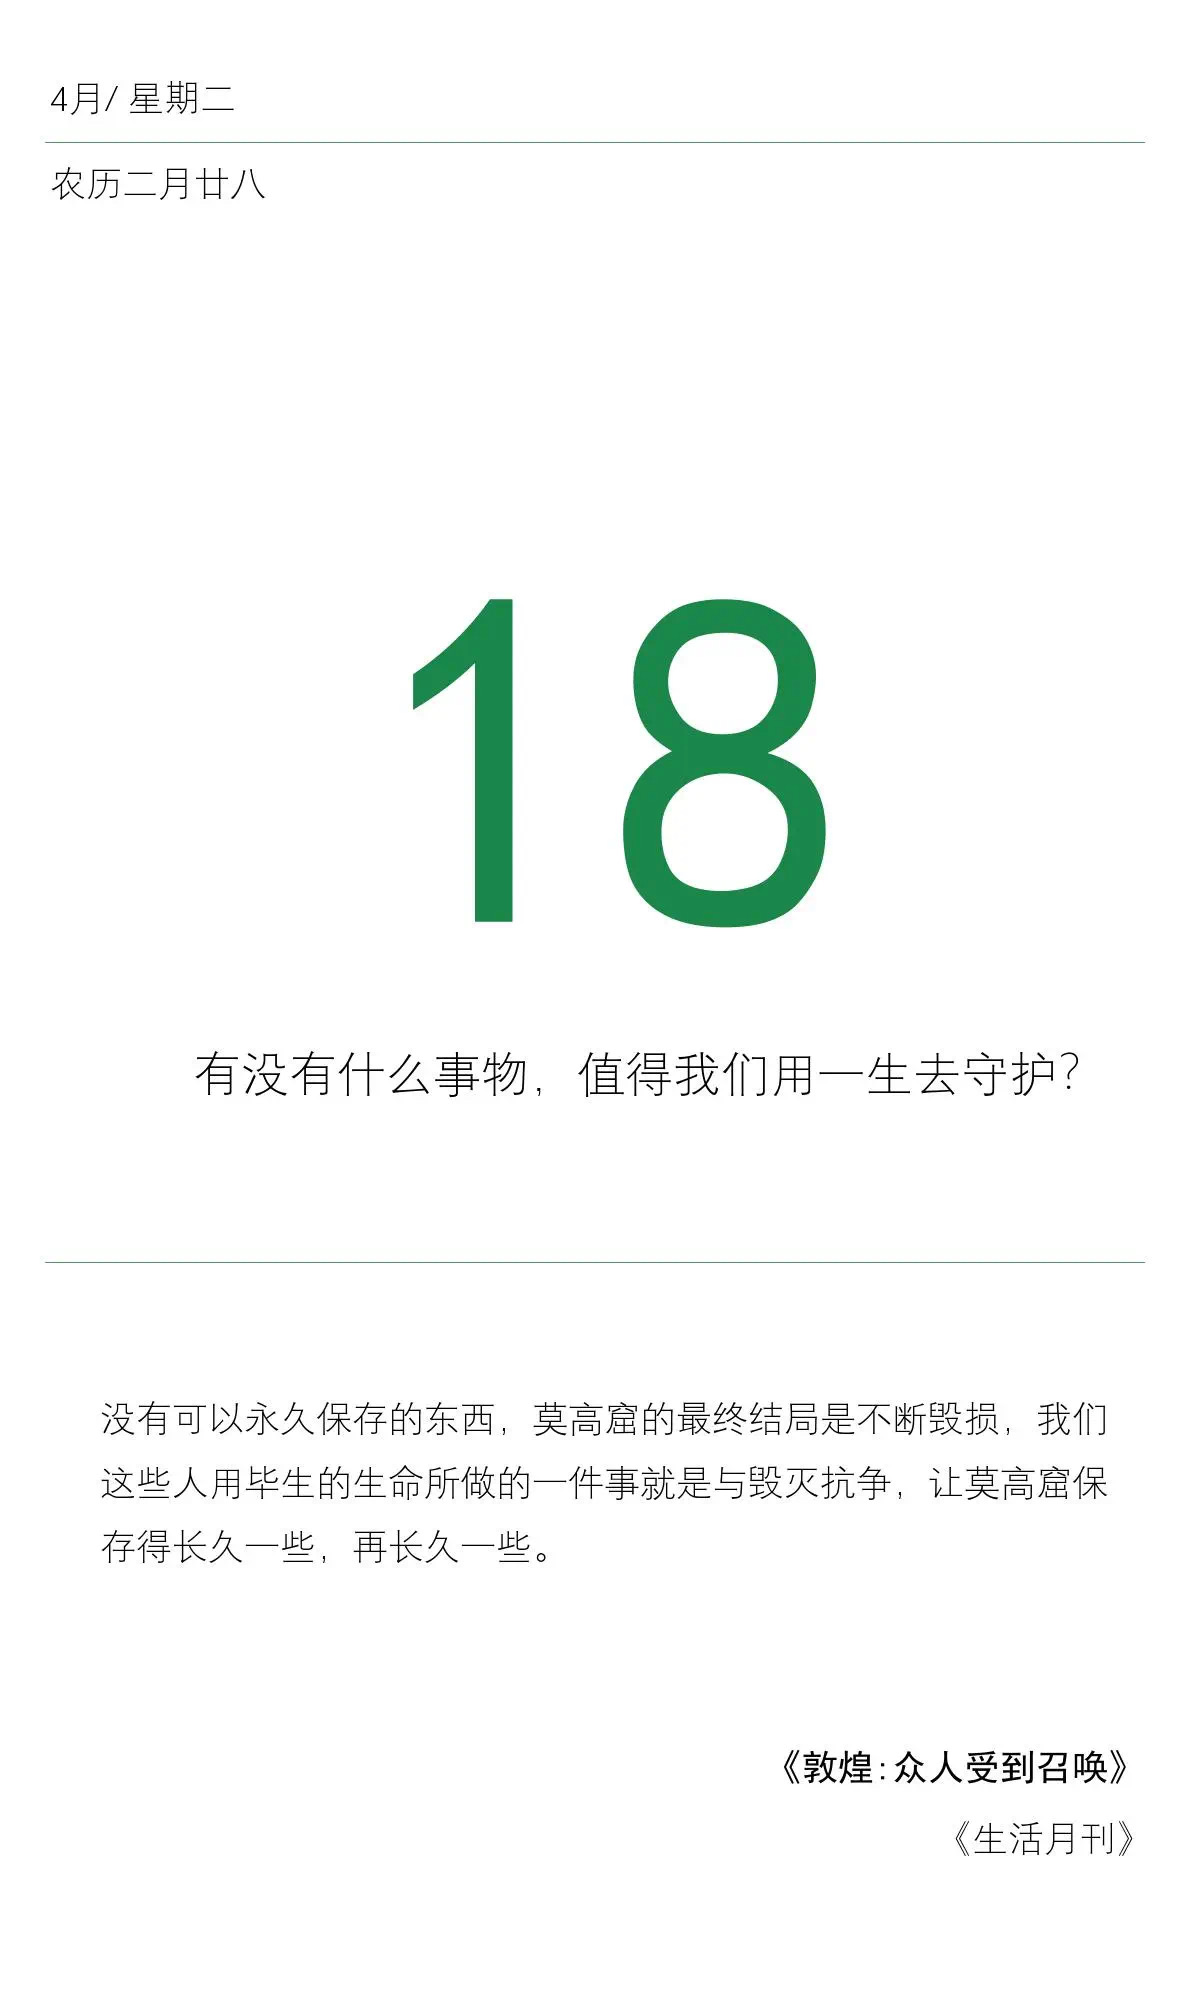 4月/ 星期二
农历二月廿八
18
有没有什么事物，值得我们用一生去守护？
没有可以永久保存的东西，莫高窟的最终结局是不断毁损，我们
这些人用毕生的生命所做的一件事就是与毁灭抗争，让莫高窟保
存得长久一些，再长久一些。
《敦煌：众人受到召唤》
《生活月刊》